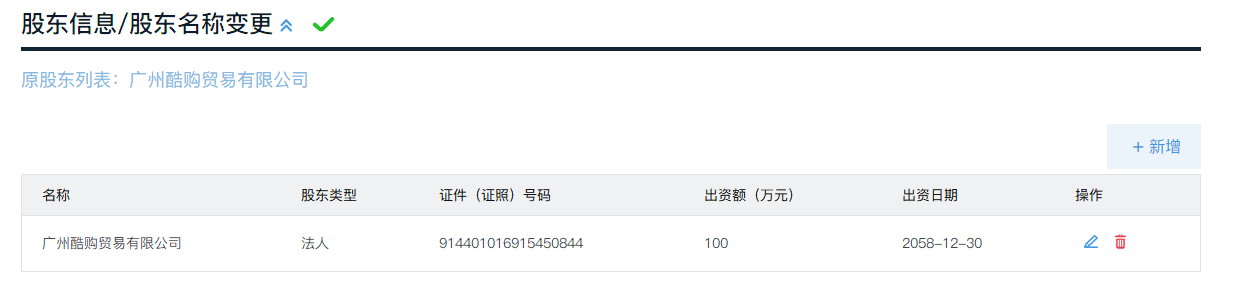 股东信息/股东名称变更
原股东列表：广州酷购贸易有限公司
+ 新增
名称 股东类型 证件（证照）号码 出资额（万元） 出资日期 操作
广州酷购贸易有限公司 法人 914401016915450844 100 2058-12-30